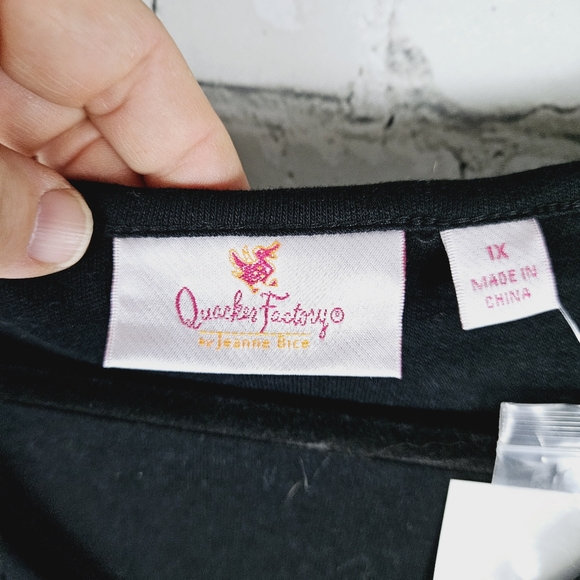 Quacker Factory®
by Jeanne Bice
1X
MADE IN
CHINA